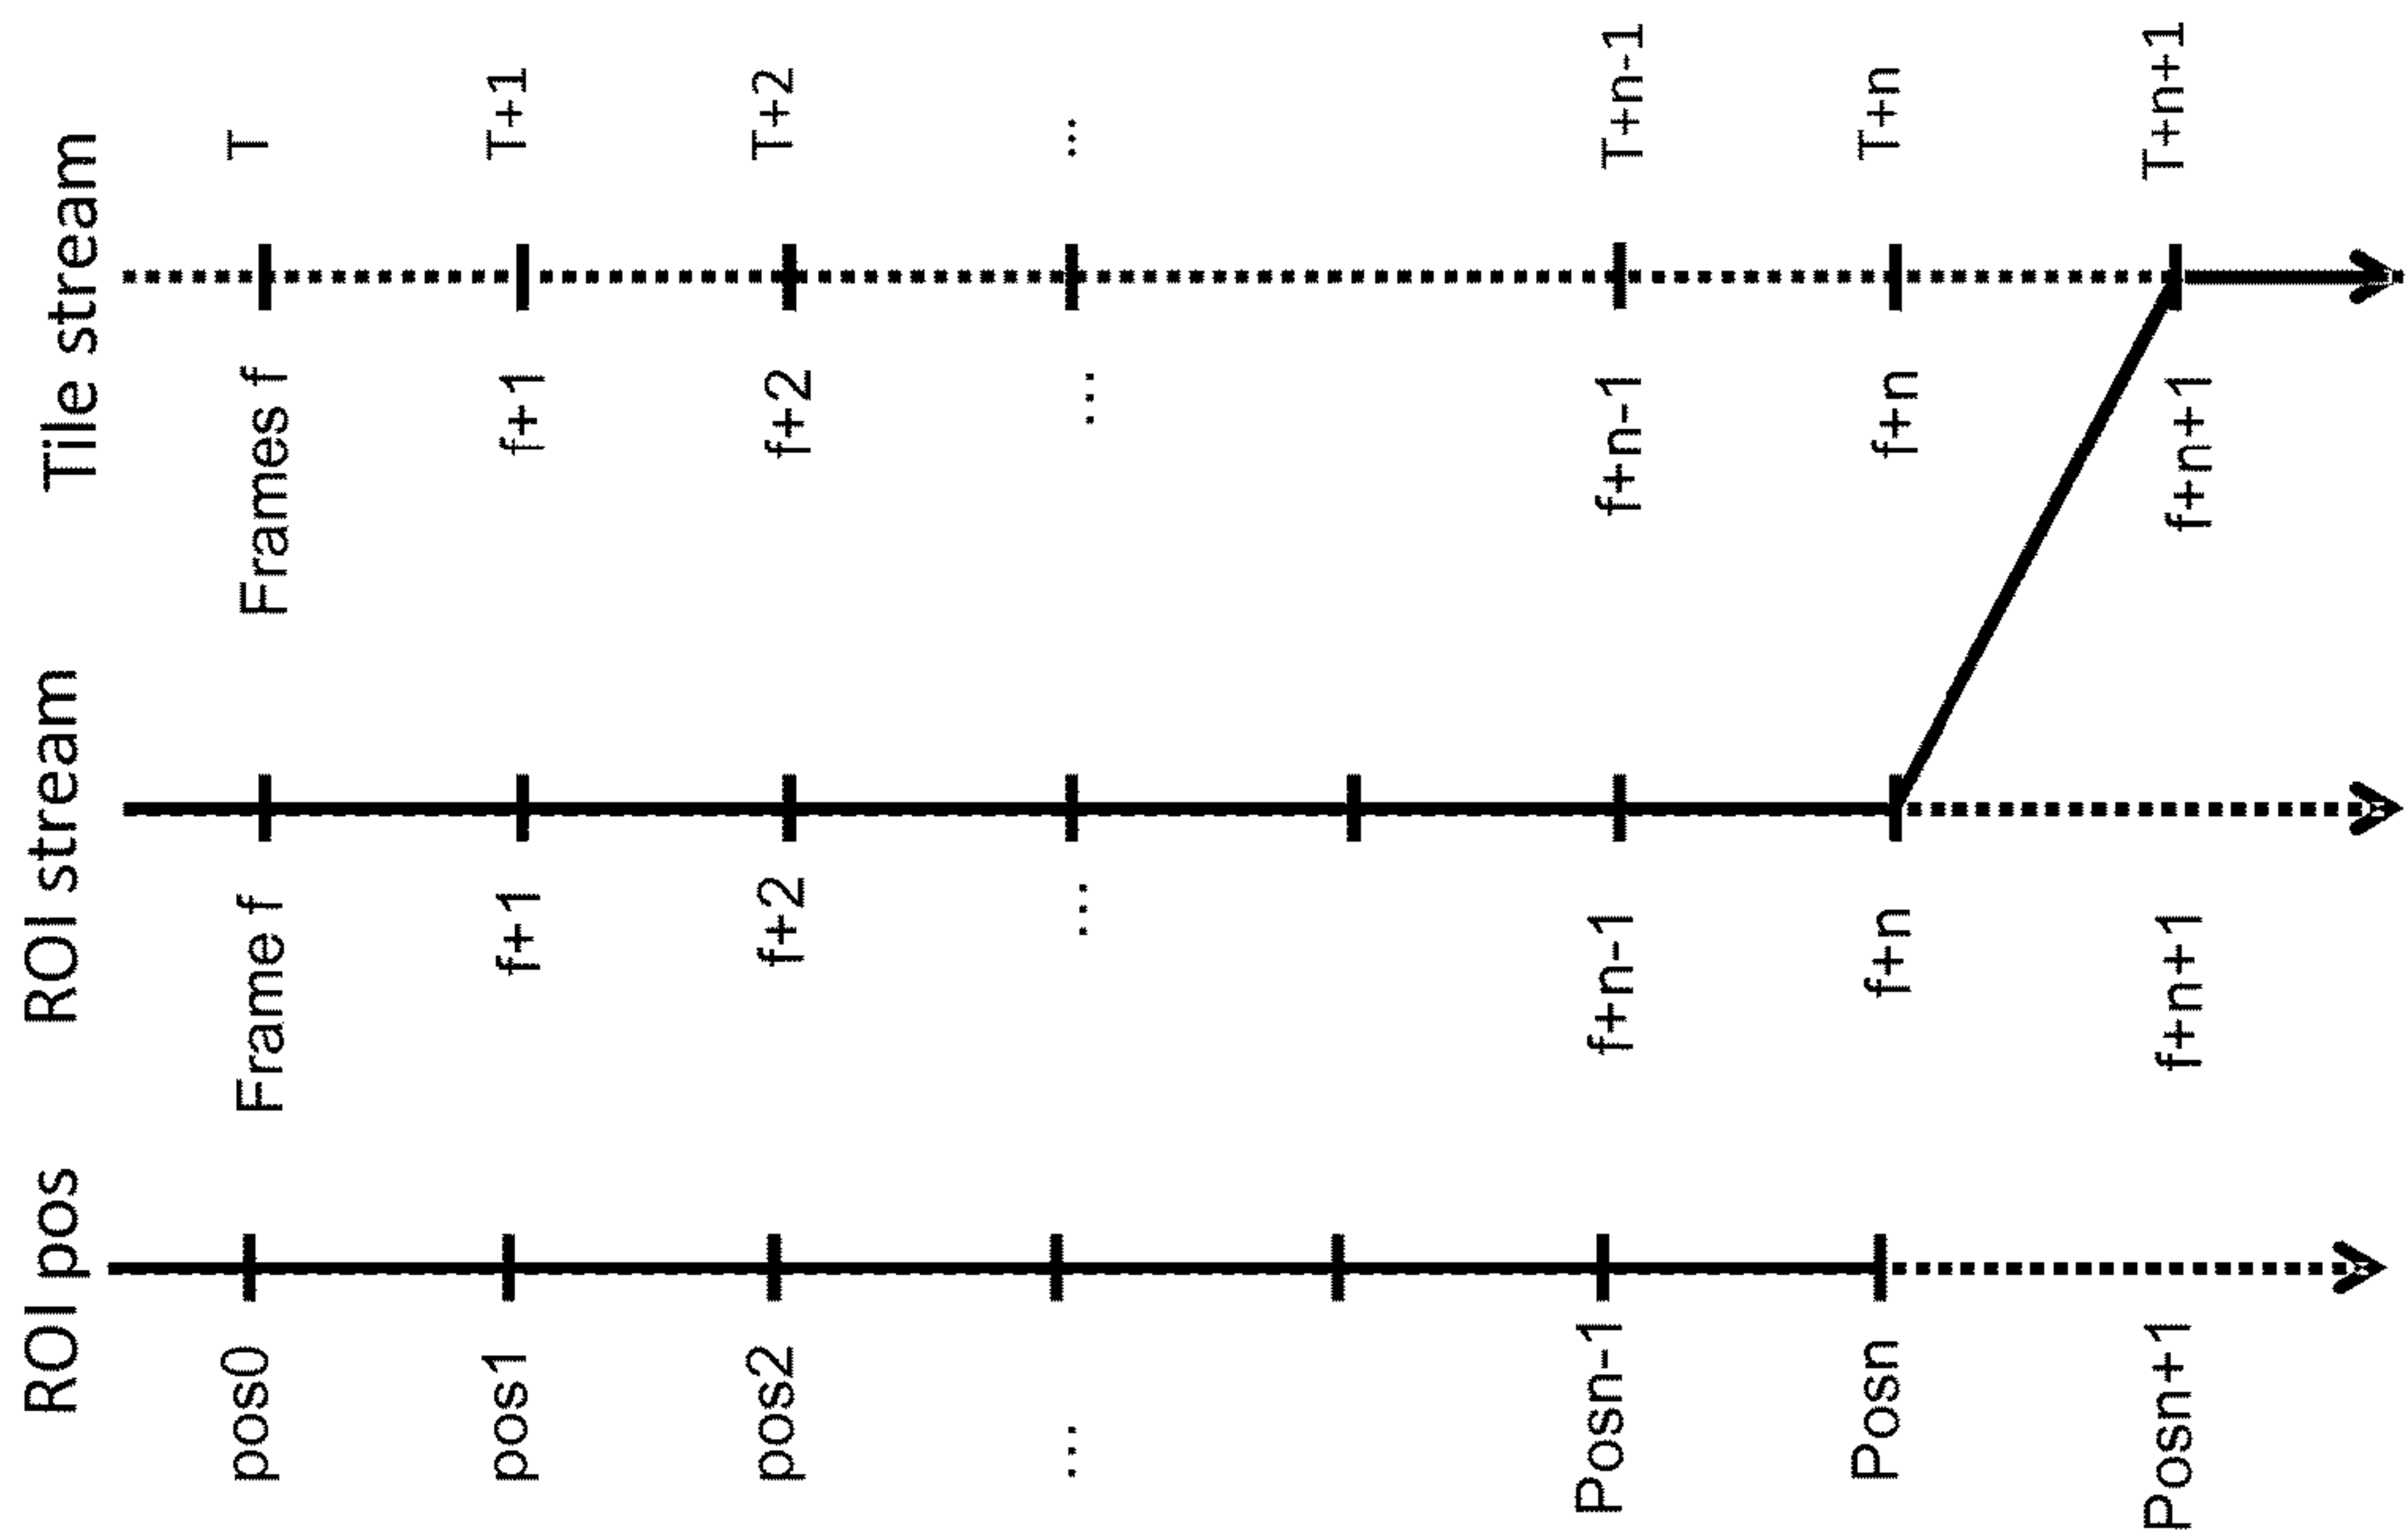 ROI pos
ROI stream
Tile stream
pos0
Frame f
Frames f
T
pos1
f+1
f+1
T+1
pos2
f+2
f+2
T+2
...
...
...
...
Posn-1
f+n-1
f+n-1
T+n-1
Posn
f+n
f+n
T+n
Posn+1
f+n+1
f+n+1
T+n+1